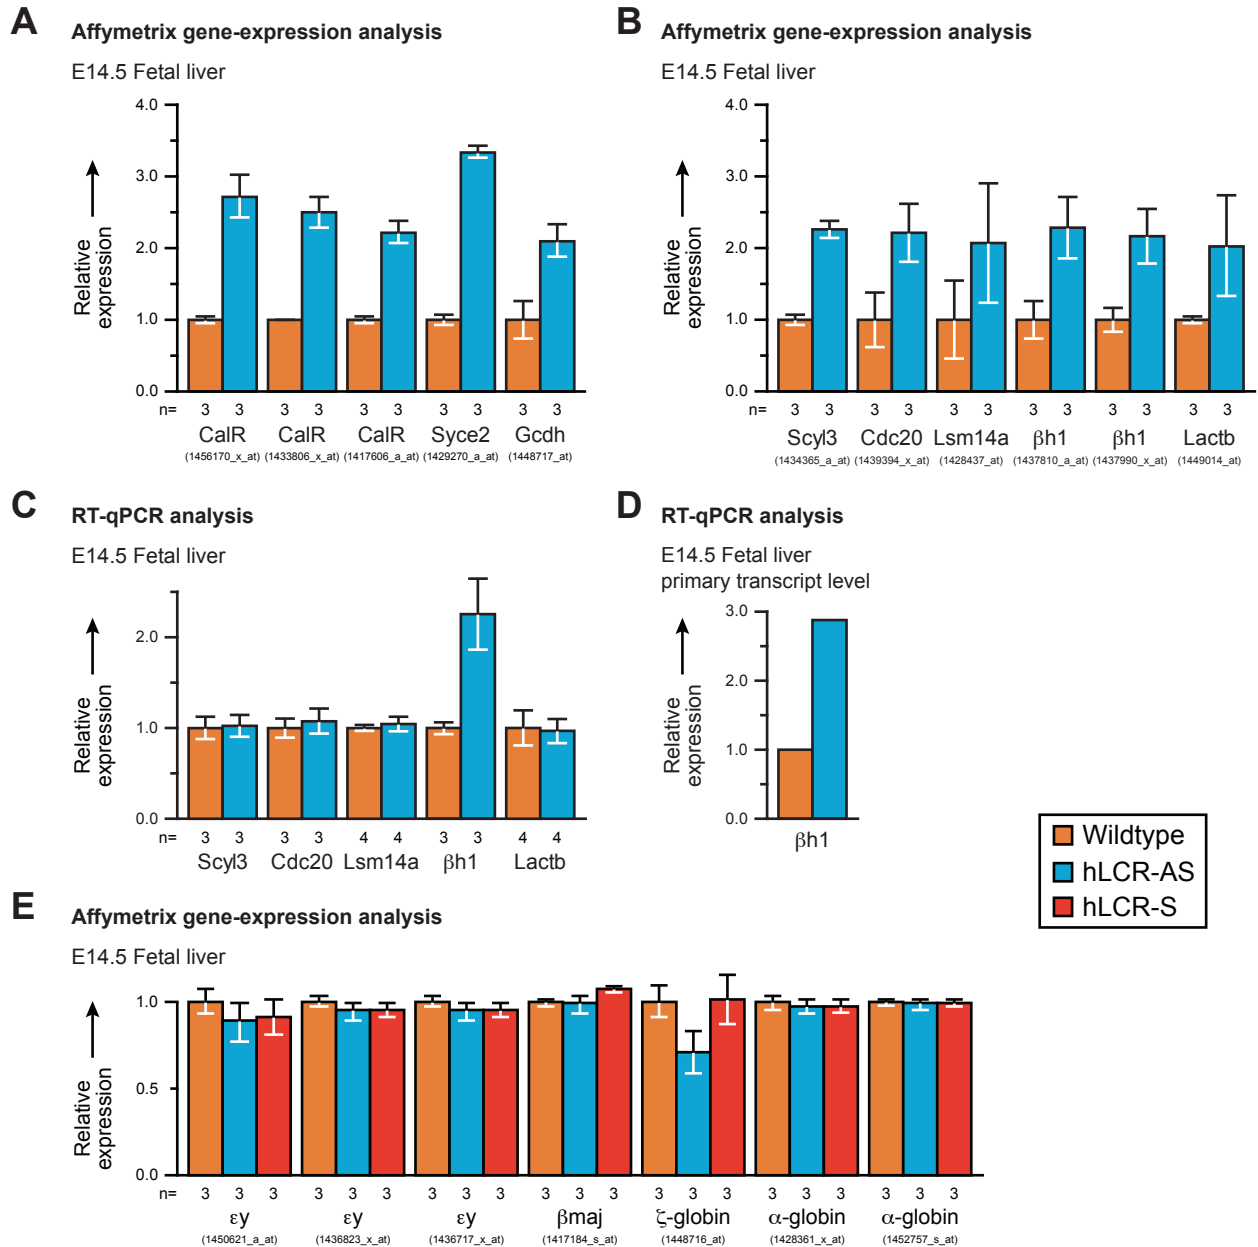 A
Affymetrix gene-expression analysis
E14.5 Fetal liver
Relative
expression
4.0
3.0
2.0
1.0
0.0
n= 3 3 3 3 3 3 3 3 3 3
CalR CalR CalR Syce2 Gcdh
(1456170_x_at) (1433806_x_at) (1417606_a_at) (1429270_a_at) (1448717_at)
B
Affymetrix gene-expression analysis
E14.5 Fetal liver
Relative
expression
4.0
3.0
2.0
1.0
0.0
n= 3 3 3 3 3 3 3 3 3 3 3 3
Scyl3 Cdc20 Lsm14a βh1 βh1 Lactb
(1434365_a_at) (1439394_x_at) (1428437_at) (1437810_a_at) (1437990_x_at) (1449014_at)
C
RT-qPCR analysis
E14.5 Fetal liver
Relative
expression
2.0
1.0
0.0
n= 3 3 3 3 4 4 3 3 4 4
Scyl3 Cdc20 Lsm14a βh1 Lactb
D
RT-qPCR analysis
E14.5 Fetal liver
primary transcript level
Relative
expression
3.0
2.0
1.0
0.0
βh1
Wildtype
hLCR-AS
hLCR-S
E
Affymetrix gene-expression analysis
E14.5 Fetal liver
Relative
expression
1.0
0.5
0.0
n= 3 3 3 3 3 3 3 3 3 3 3 3 3 3 3 3 3 3 3 3 3
εy εy εy βmaj ζ-globin α-globin α-globin
(1450621_a_at) (1436823_x_at) (1436717_x_at) (1417184_s_at) (1448716_at) (1428361_x_at) (1452757_s_at)